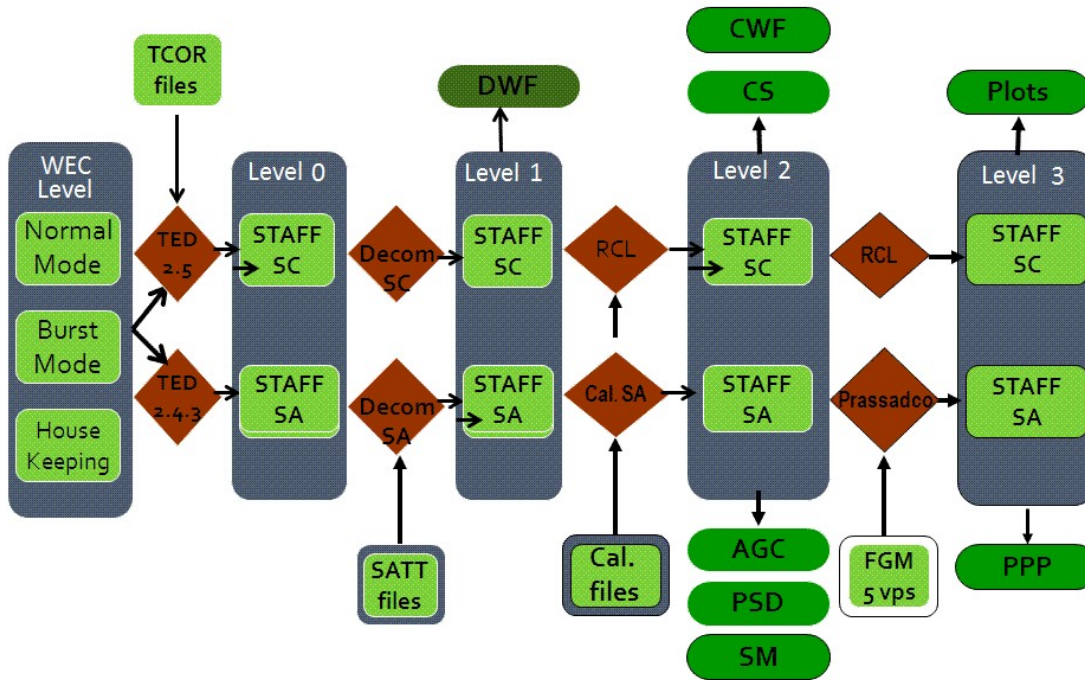 TCOR
files
WEC
Level
Normal
Mode
Burst
Mode
House
Keeping
TED
2.5
TED
2.4.3
Level 0
STAFF
SC
STAFF
SA
Decom
SC
Decom
SA
SATT
files
DWF
Level 1
STAFF
SC
STAFF
SA
RCL
Cal. SA
Cal.
files
CWF
CS
Level 2
STAFF
SC
STAFF
SA
AGC
PSD
SM
RCL
Prassadco
FGM
5 vps
Plots
Level 3
STAFF
SC
STAFF
SA
PPP